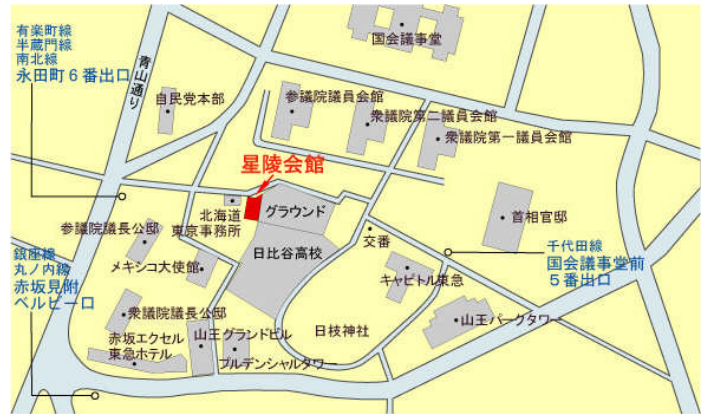 有楽町線
半蔵門線
南北線
永田町6番出口
青山通り
国会議事堂
自民党本部
参議院議員会館
衆議院第二議員会館
衆議院第一議員会館
星陵会館
北海道
東京事務所
グラウンド
日比谷高校
首相官邸
参議院議長公邸
メキシコ大使館
交番
キャピトル東急
千代田線
国会議事堂前
5番出口
銀座線
丸ノ内線
赤坂見附
ベルビー口
衆議院議長公邸
赤坂エクセル
東急ホテル
山王グランドビル
プルデンシャルタワー
日枝神社
山王パークタワー